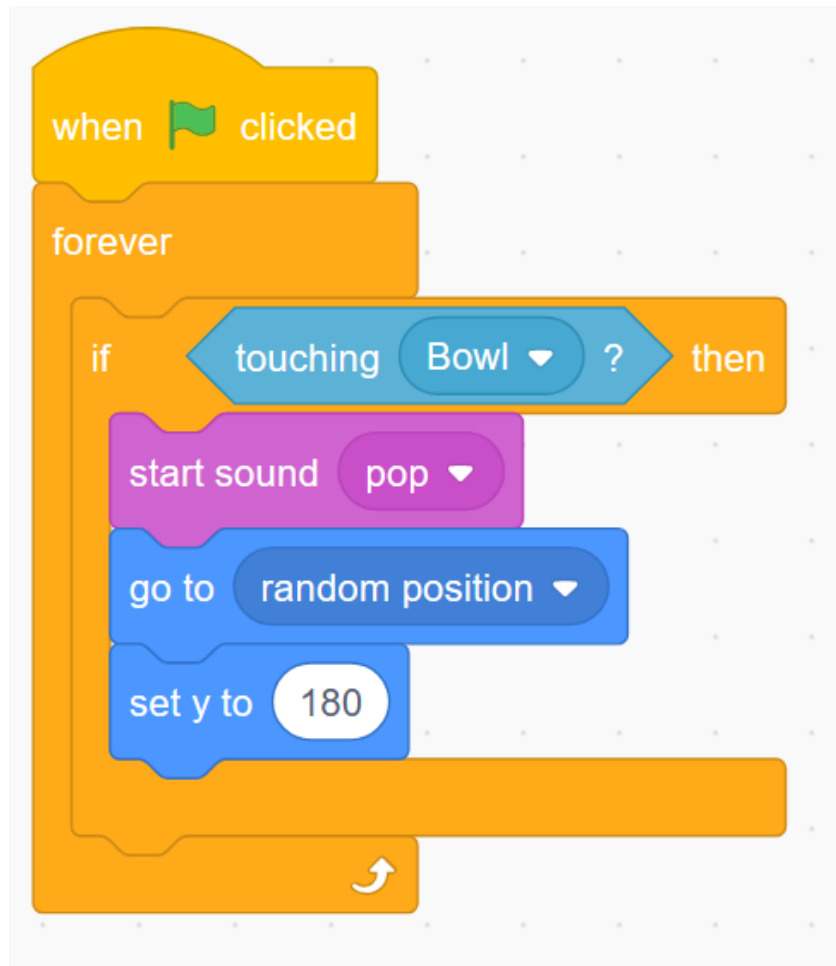 when clicked
forever
if touching Bowl ? then
start sound pop
go to random position
set y to 180